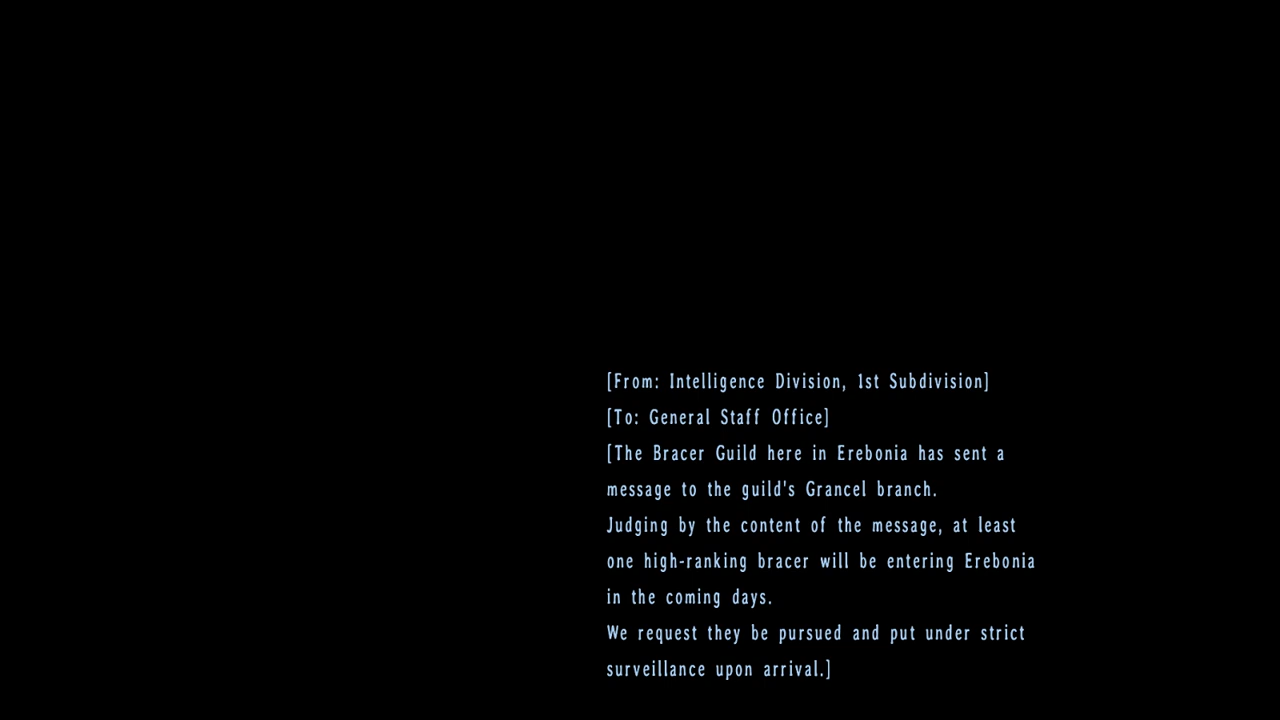 [From: Intelligence Division, 1st Subdivision]
[To: General Staff Office]
[The Bracer Guild here in Erebonia has sent a
message to the guild's Grancel branch.
Judging by the content of the message, at least
one high-ranking bracer will be entering Erebonia
in the coming days.
We request they be pursued and put under strict
surveillance upon arrival.]